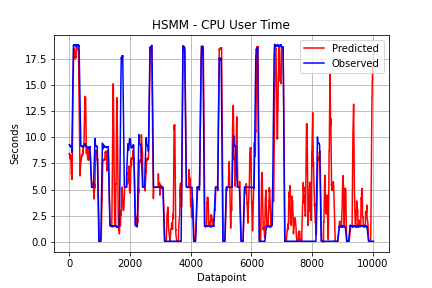 HSMM - CPU User Time
Predicted
Observed
17.5
15.0
12.5
10.0
7.5
5.0
2.5
0.0
Seconds
0 2000 4000 6000 8000 10000
Datapoint